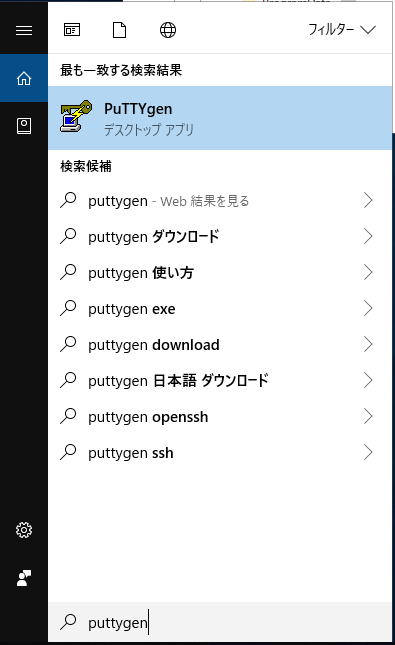 フィルター
最も一致する検索結果
PuTTYgen
デスクトップ アプリ
検索候補
puttygen - Web 結果を見る
puttygen ダウンロード
puttygen 使い方
puttygen exe
puttygen download
puttygen 日本語 ダウンロード
puttygen openssh
puttygen ssh
puttygen